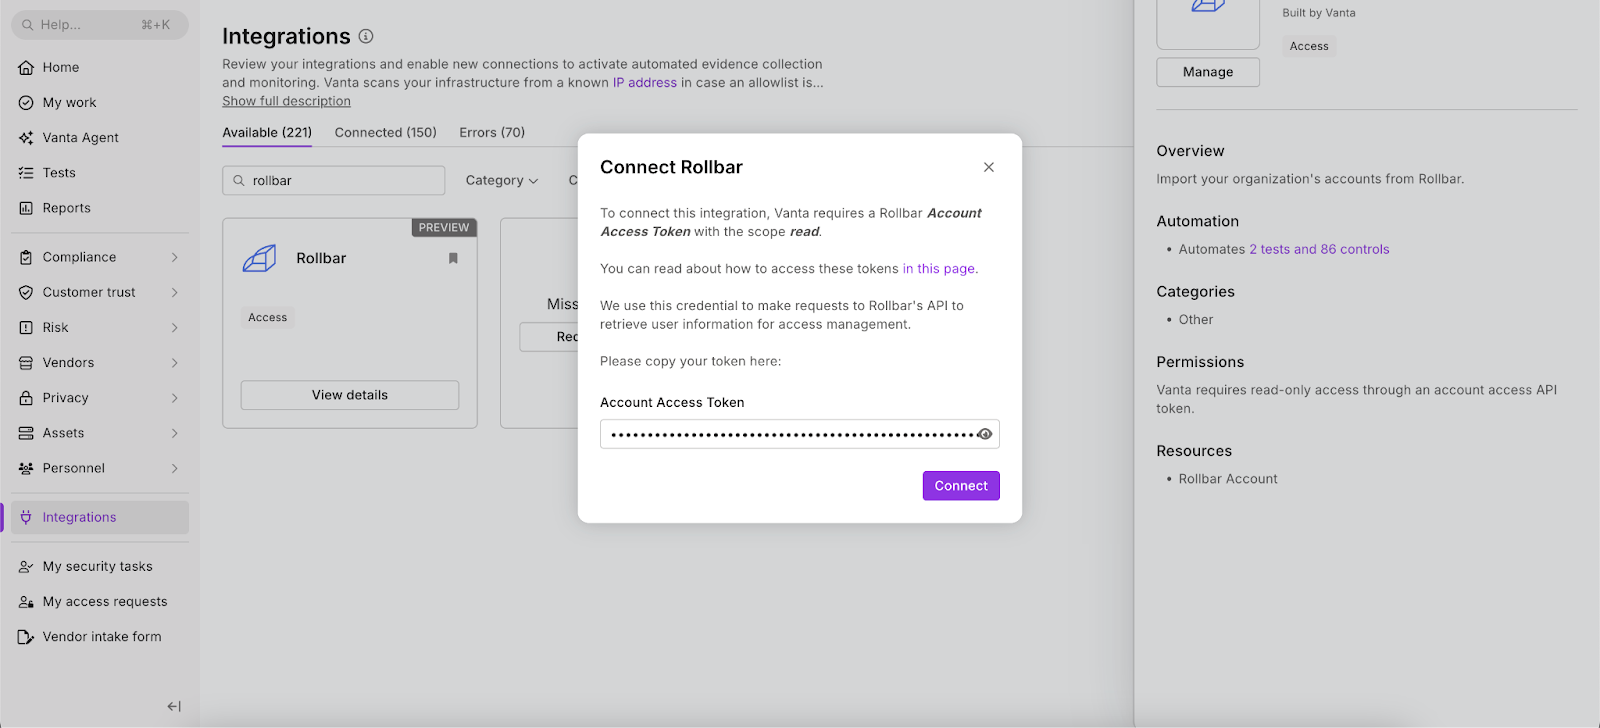 Help...
⌘+K
Home
My work
Vanta Agent
Tests
Reports
Compliance
Customer trust
Risk
Vendors
Privacy
Assets
Personnel
Integrations
My security tasks
My access requests
Vendor intake form
Integrations
Review your integrations and enable new connections to activate automated evidence collection
and monitoring. Vanta scans your infrastructure from a known IP address in case an allowlist is...
Show full description
Available (221)
Connected (150)
Errors (70)
rollbar
Category
C
PREVIEW
Rollbar
Access
View details
Miss
Rec
Connect Rollbar
To connect this integration, Vanta requires a Rollbar Account
Access Token with the scope read.
You can read about how to access these tokens in this page.
We use this credential to make requests to Rollbar's API to
retrieve user information for access management.
Please copy your token here:
Account Access Token
Connect
Built by Vanta
Access
Manage
Overview
Import your organization's accounts from Rollbar.
Automation
• Automates 2 tests and 86 controls
Categories
• Other
Permissions
Vanta requires read-only access through an account access API
token.
Resources
• Rollbar Account